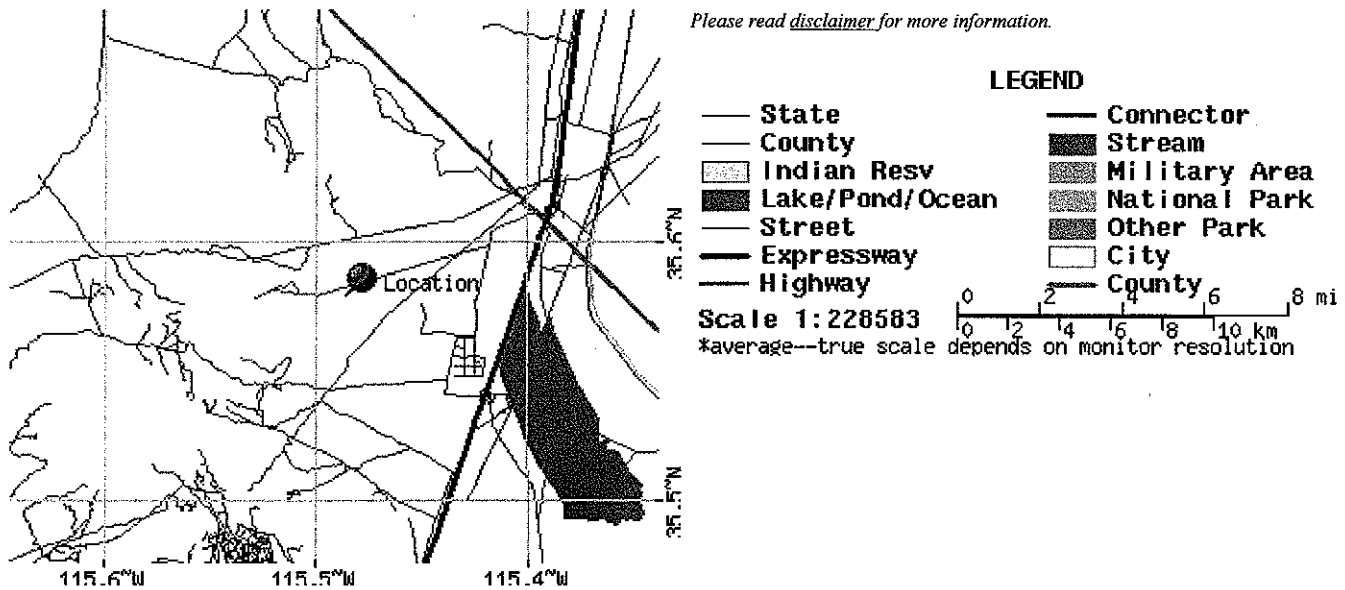 Please read disclaimer for more information.
LEGEND
State
County
Indian Resv
Lake/Pond/Ocean
Street
Expressway
Highway
Connector
Stream
Military Area
National Park
Other Park
City
County
Scale 1:228583
0 2 4 6 8 mi
0 2 4 6 8 10 km
*average--true scale depends on monitor resolution
Location
35.6~N
35.5~N
115.6~W 115.5~W 115.4~W